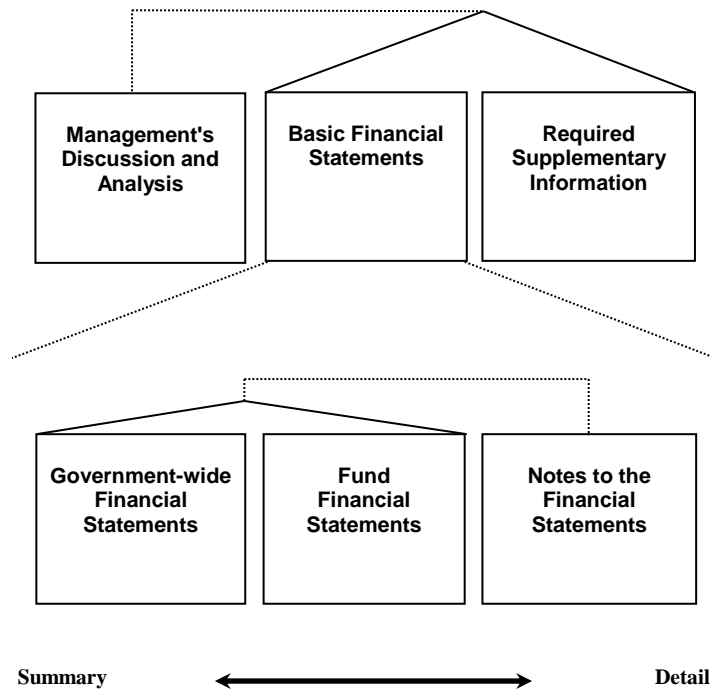 Management's
Discussion and
Analysis
Basic Financial
Statements
Required
Supplementary
Information
Government-wide
Financial
Statements
Fund
Financial
Statements
Notes to the
Financial
Statements
Summary
Detail